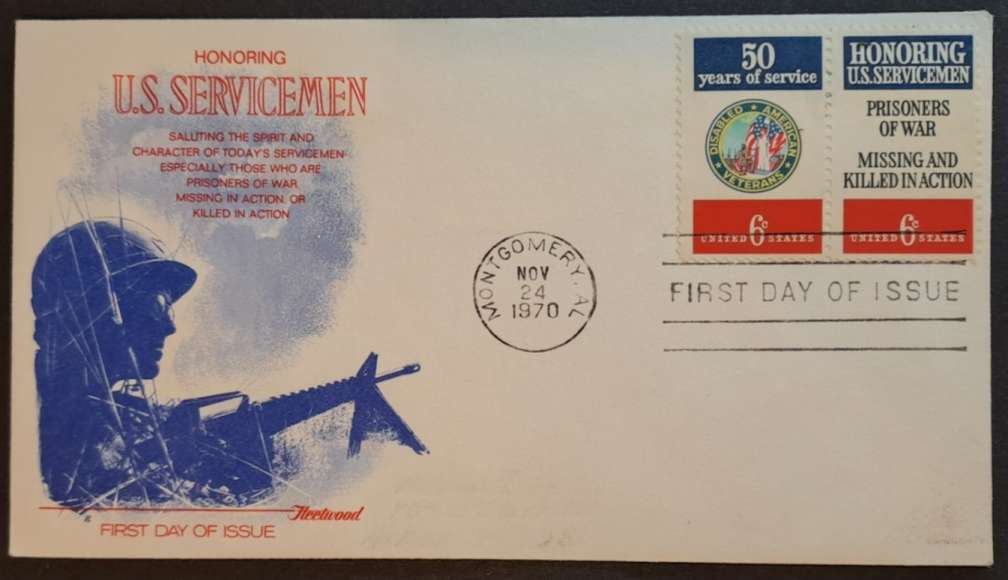 HONORING
U.S. SERVICEMEN
SALUTING THE SPIRIT AND
CHARACTER OF TODAY'S SERVICEMEN
ESPECIALLY THOSE WHO ARE
PRISONERS OF WAR,
MISSING IN ACTION, OR
KILLED IN ACTION
Fleetwood
FIRST DAY OF ISSUE
MONTGOMERY, AL
NOV
24
1970
50
years of service
DISABLED AMERICAN
VETERANS
6c
UNITED STATES
HONORING
U.S. SERVICEMEN
PRISONERS
OF WAR
MISSING AND
KILLED IN ACTION
6c
UNITED STATES
FIRST DAY OF ISSUE